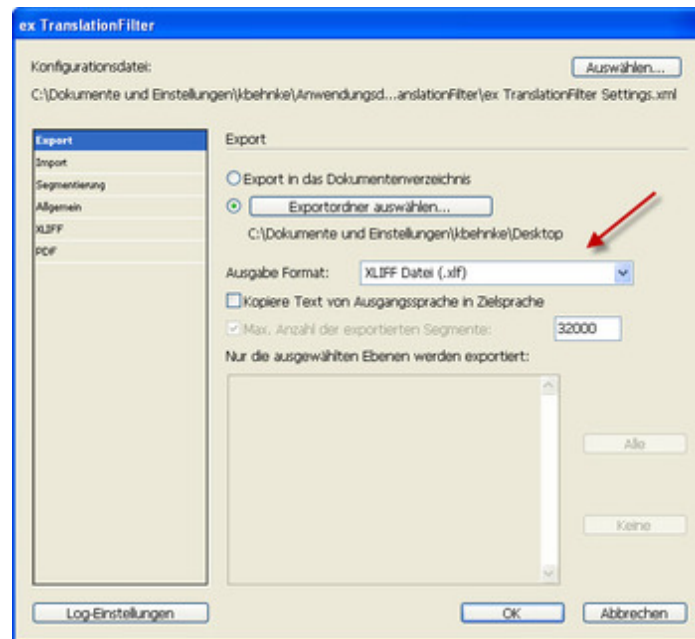 ex TranslationFilter
Konfigurationsdatei:
Auswählen...
C:\Dokumente und Einstellungen\kbehnke\Anwendungsd...anslationFilter\ex TranslationFilter Settings.xml
Export
Import
Segmentierung
Allgemein
XLIFF
PDF
Export
Export in das Dokumentenverzeichnis
Exportordner auswählen...
C:\Dokumente und Einstellungen\kbehnke\Desktop
Ausgabe Format: XLIFF Datei (.xlf)
Kopiere Text von Ausgangssprache in Zielsprache
Max. Anzahl der exportierten Segmente: 32000
Nur die ausgewählten Ebenen werden exportiert:
Alle
Keine
Log-Einstellungen
OK
Abbrechen